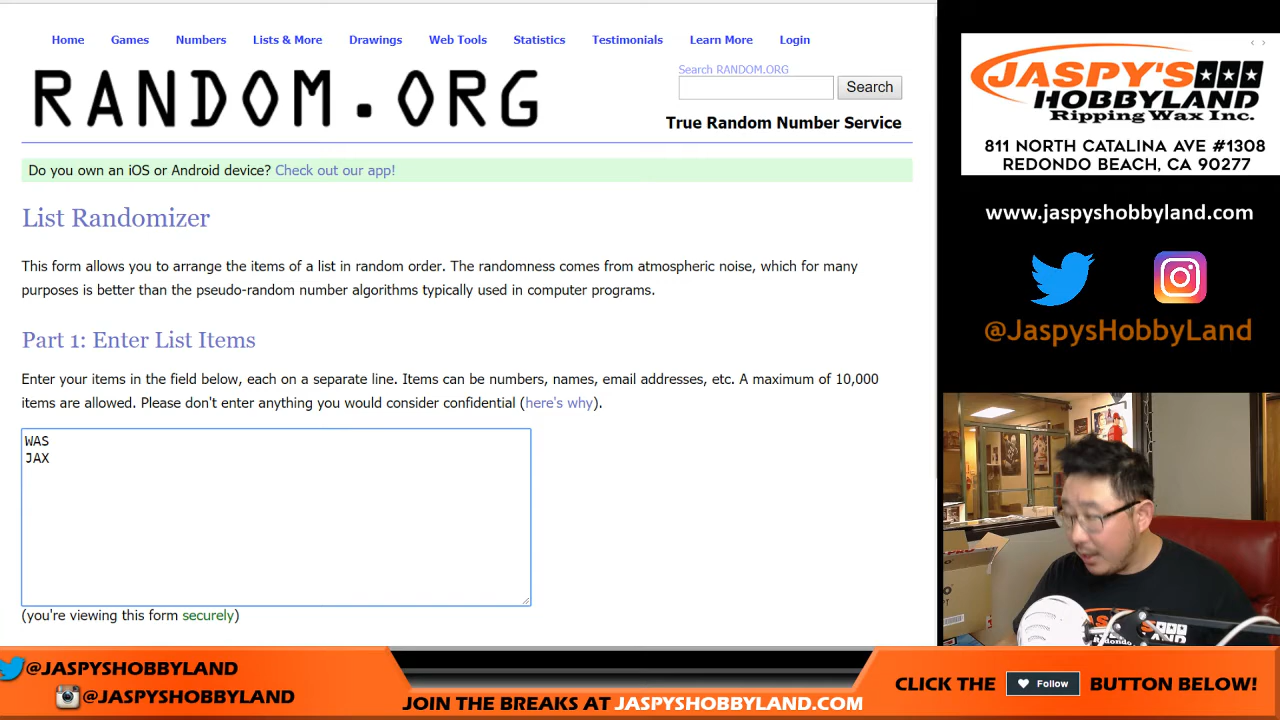 Home Games Numbers Lists & More Drawings Web Tools Statistics Testimonials Learn More Login
RANDOM.ORG
Search RANDOM.ORG
Search
True Random Number Service
Do you own an iOS or Android device? Check out our app!
List Randomizer
This form allows you to arrange the items of a list in random order. The randomness comes from atmospheric noise, which for many
purposes is better than the pseudo-random number algorithms typically used in computer programs.
Part 1: Enter List Items
Enter your items in the field below, each on a separate line. Items can be numbers, names, email addresses, etc. A maximum of 10,000
items are allowed. Please don't enter anything you would consider confidential (here's why).
WAS
JAX
(you're viewing this form securely)
JASPY'S
HOBBYLAND
Ripping Wax Inc.
811 NORTH CATALINA AVE #1308
REDONDO BEACH, CA 90277
www.jaspyshobbyland.com
@JaspysHobbyLand
@JASPYSHOBBYLAND
@JASPYSHOBBYLAND
JOIN THE BREAKS AT JASPYSHOBBYLAND.COM
CLICK THE Follow BUTTON BELOW!